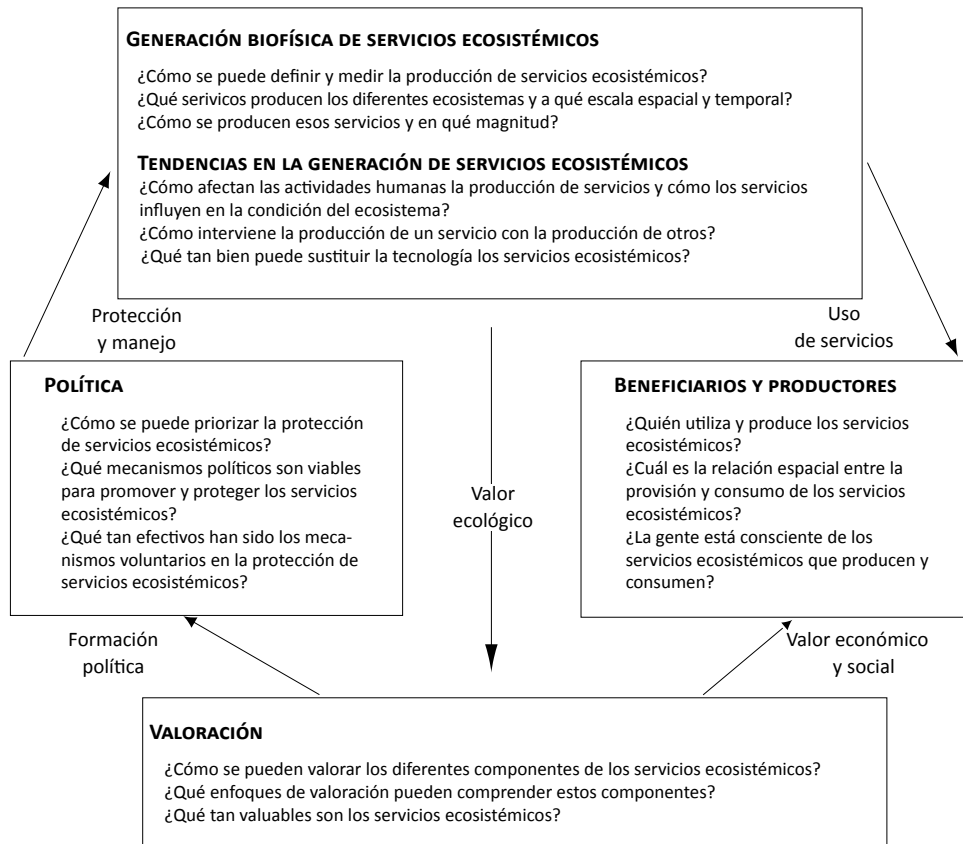 GENERACIÓN BIOFÍSICA DE SERVICIOS ECOSISTÉMICOS
¿Cómo se puede definir y medir la producción de servicios ecosistémicos?
¿Qué serivicos producen los diferentes ecosistemas y a qué escala espacial y temporal?
¿Cómo se producen esos servicios y en qué magnitud?
TENDENCIAS EN LA GENERACIÓN DE SERVICIOS ECOSISTÉMICOS
¿Cómo afectan las actividades humanas la producción de servicios y cómo los servicios
influyen en la condición del ecosistema?
¿Cómo interviene la producción de un servicio con la producción de otros?
¿Qué tan bien puede sustituir la tecnología los servicios ecosistémicos?
Protección
y manejo
Uso
de servicios
POLÍTICA
¿Cómo se puede priorizar la protección
de servicios ecosistémicos?
¿Qué mecanismos políticos son viables
para promover y proteger los servicios
ecosistémicos?
¿Qué tan efectivos han sido los meca-
nismos voluntarios en la protección de
servicios ecosistémicos?
Valor
ecológico
BENEFICIARIOS Y PRODUCTORES
¿Quién utiliza y produce los servicios
ecosistémicos?
¿Cuál es la relación espacial entre la
provisión y consumo de los servicios
ecosistémicos?
¿La gente está consciente de los
servicios ecosistémicos que producen y
consumen?
Formación
política
Valor económico
y social
VALORACIÓN
¿Cómo se pueden valorar los diferentes componentes de los servicios ecosistémicos?
¿Qué enfoques de valoración pueden comprender estos componentes?
¿Qué tan valuables son los servicios ecosistémicos?